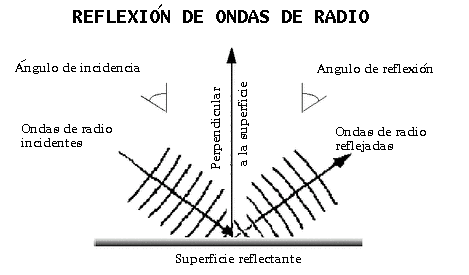 REFLEXIÓN DE ONDAS DE RADIO
Ángulo de incidencia
Angulo de reflexión
Perpendicular
a la superficie
Ondas de radio
incidentes
Ondas de radio
reflejadas
Superficie reflectante